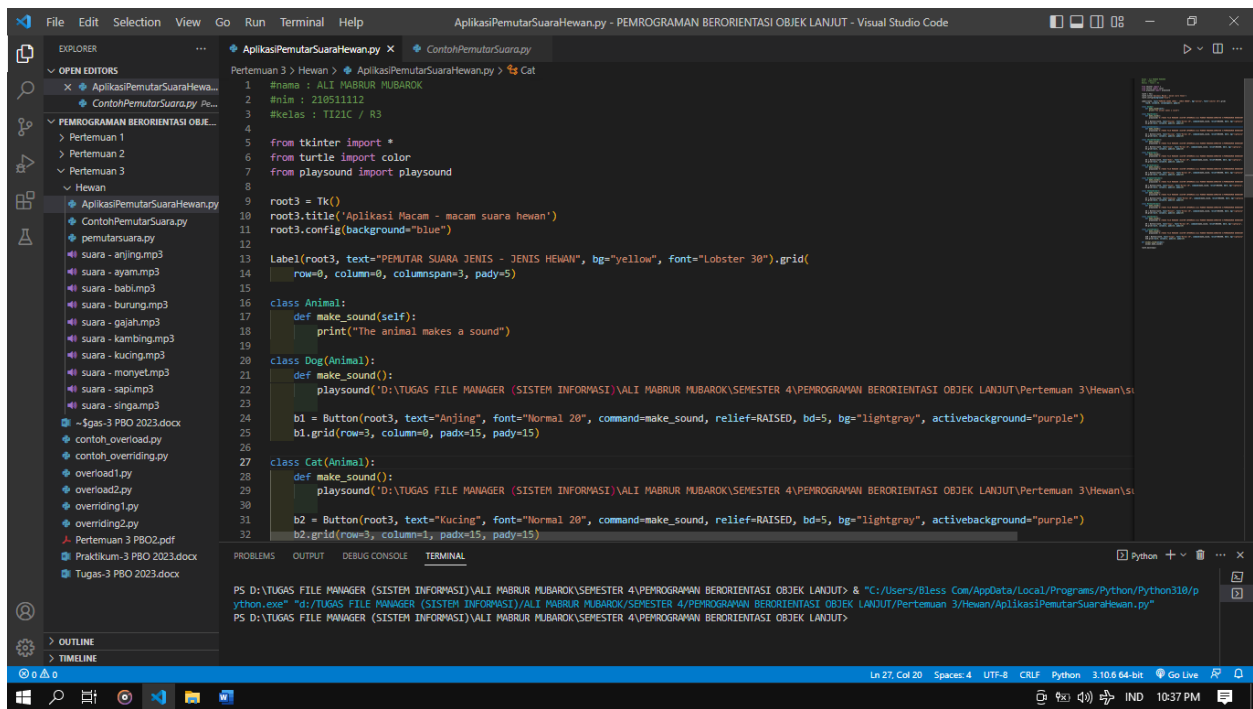 File Edit Selection View Go Run Terminal Help AplikasiPemutarSuaraHewan.py - PEMROGRAMAN BERORIENTASI OBJEK LANJUT - Visual Studio Code
EXPLORER
OPEN EDITORS
AplikasiPemutarSuaraHewa...
ContohPemutarSuara.py Pe...
PEMROGRAMAN BERORIENTASI OBJE...
Pertemuan 1
Pertemuan 2
Pertemuan 3
Hewan
AplikasiPemutarSuaraHewan.py
ContohPemutarSuara.py
pemutarsuara.py
suara - anjing.mp3
suara - ayam.mp3
suara - babi.mp3
suara - burung.mp3
suara - gajah.mp3
suara - kambing.mp3
suara - kucing.mp3
suara - monyet.mp3
suara - sapi.mp3
suara - singa.mp3
~$gas-3 PBO 2023.docx
contoh_overload.py
contoh_overriding.py
overload1.py
overload2.py
overriding1.py
overriding2.py
Pertemuan 3 PBO2.pdf
Praktikum-3 PBO 2023.docx
Tugas-3 PBO 2023.docx
OUTLINE
TIMELINE
AplikasiPemutarSuaraHewan.py ContohPemutarSuara.py
Pertemuan 3 > Hewan > AplikasiPemutarSuaraHewan.py > Cat
1 #nama : ALI MABRUR MUBAROK
2 #nim : 210511112
3 #kelas : TI21C / R3
4
5 from tkinter import *
6 from turtle import color
7 from playsound import playsound
8
9 root3 = Tk()
10 root3.title('Aplikasi Macam - macam suara hewan')
11 root3.config(background="blue")
12
13 Label(root3, text="PEMUTAR SUARA JENIS - JENIS HEWAN", bg="yellow", font="Lobster 30").grid(
14 row=0, column=0, columnspan=3, pady=5)
15
16 class Animal:
17 def make_sound(self):
18 print("The animal makes a sound")
19
20 class Dog(Animal):
21 def make_sound():
22 playsound('D:\TUGAS FILE MANAGER (SISTEM INFORMASI)\ALI MABRUR MUBAROK\SEMESTER 4\PEMROGRAMAN BERORIENTASI OBJEK LANJUT\Pertemuan 3\Hewan\su
23
24 b1 = Button(root3, text="Anjing", font="Normal 20", command=make_sound, relief=RAISED, bd=5, bg="lightgray", activebackground="purple")
25 b1.grid(row=3, column=0, padx=15, pady=15)
26
27 class Cat(Animal):
28 def make_sound():
29 playsound('D:\TUGAS FILE MANAGER (SISTEM INFORMASI)\ALI MABRUR MUBAROK\SEMESTER 4\PEMROGRAMAN BERORIENTASI OBJEK LANJUT\Pertemuan 3\Hewan\su
30
31 b2 = Button(root3, text="Kucing", font="Normal 20", command=make_sound, relief=RAISED, bd=5, bg="lightgray", activebackground="purple")
32 b2.grid(row=3, column=1, padx=15, pady=15)
PROBLEMS OUTPUT DEBUG CONSOLE TERMINAL Python
PS D:\TUGAS FILE MANAGER (SISTEM INFORMASI)\ALI MABRUR MUBAROK\SEMESTER 4\PEMROGRAMAN BERORIENTASI OBJEK LANJUT> & "C:/Users/Bless Com/AppData/Local/Programs/Python/Python310/p
ython.exe" "d:/TUGAS FILE MANAGER (SISTEM INFORMASI)/ALI MABRUR MUBAROK/SEMESTER 4/PEMROGRAMAN BERORIENTASI OBJEK LANJUT/Pertemuan 3/Hewan/AplikasiPemutarSuaraHewan.py"
PS D:\TUGAS FILE MANAGER (SISTEM INFORMASI)\ALI MABRUR MUBAROK\SEMESTER 4\PEMROGRAMAN BERORIENTASI OBJEK LANJUT>
0 0 Ln 27, Col 20 Spaces: 4 UTF-8 CRLF Python 3.10.6 64-bit Go Live
IND 10:37 PM